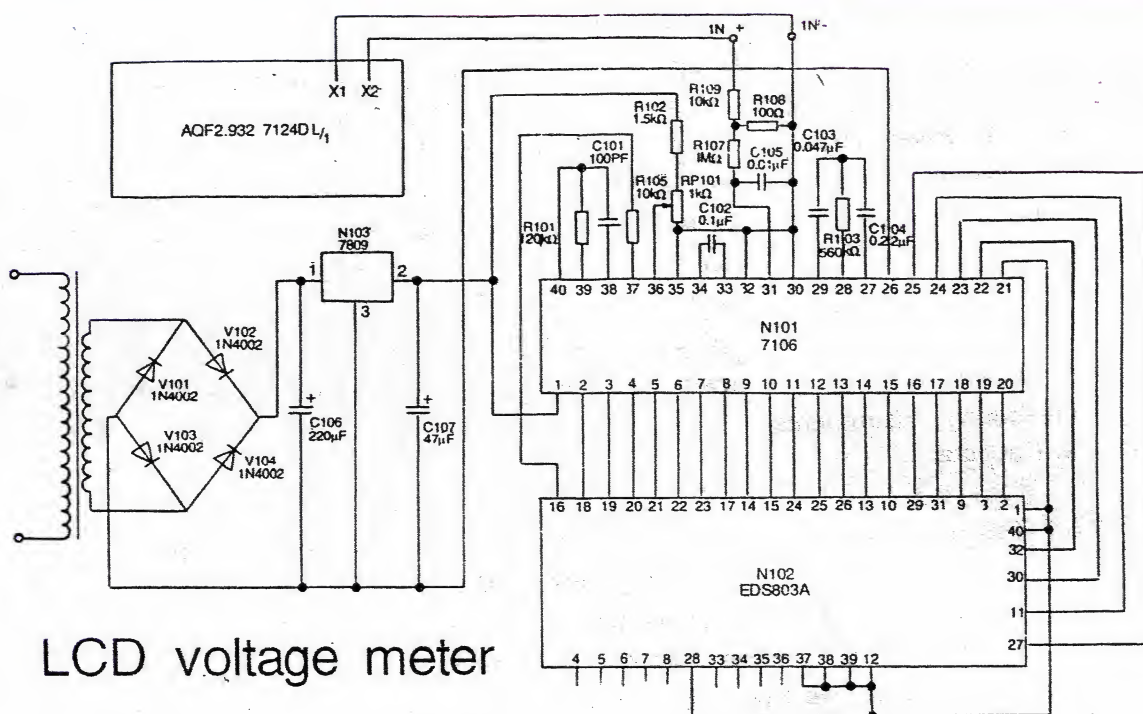 1N + 1N -
X1 X2
AQF2.932 7124DL/1
R109
10kΩ
R108
100Ω
R102
1.5kΩ
C103
0.047μF
R107
1MΩ
C105
0.01μF
C101
100PF
R105
10kΩ
RP101
1kΩ
C102
0.1μF
R101
120kΩ
R103
560kΩ
C104
0.22μF
N103
7809
1 2
3
40 39 38 37 36 35 34 33 32 31 30 29 28 27 26 25 24 23 22 21
N101
7106
1 2 3 4 5 6 7 8 9 10 11 12 13 14 15 16 17 18 19 20
V102
1N4002
V101
1N4002
V103
1N4002
V104
1N4002
+
C106
220μF
+
C107
47μF
16 18 19 20 21 22 23 17 14 15 24 25 26 13 10 29 31 9 3 2
1
40
32
30
11
27
N102
EDS803A
4 5 6 7 8 28 33 34 35 36 37 38 39 12
LCD voltage meter